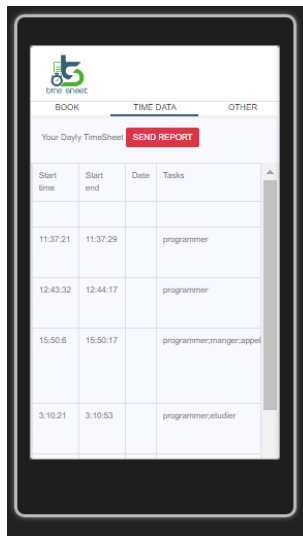 time sheet
BOOK TIME DATA OTHER
Your Dayly TimeSheet SEND REPORT
Start time Start end Date Tasks
11:37:21 11:37:29 programmer
12:43:32 12:44:17 programmer
15:50:6 15:50:17 programmer;manger;appel
3:10:21 3:10:53 programmer;etudier